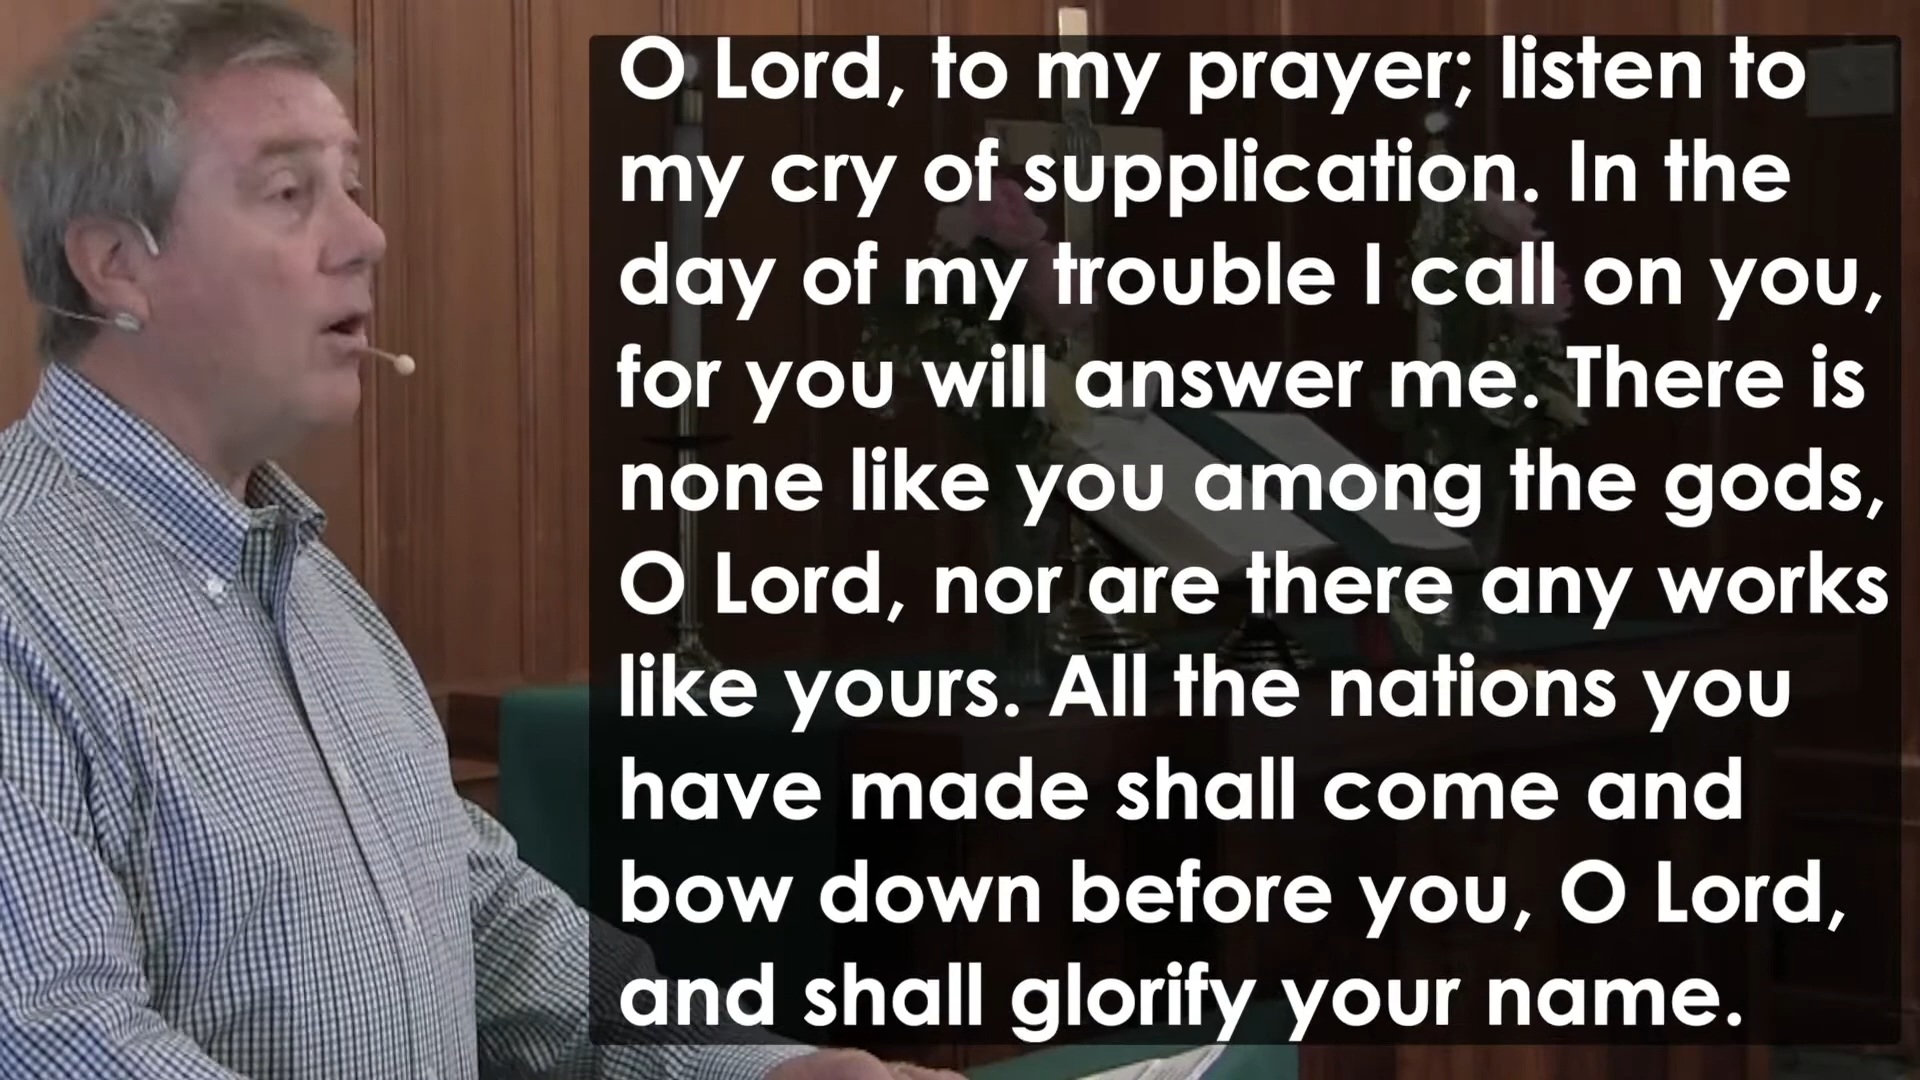 O Lord, to my prayer; listen to
my cry of supplication. In the
day of my trouble I call on you,
for you will answer me. There is
none like you among the gods,
O Lord, nor are there any works
like yours. All the nations you
have made shall come and
bow down before you, O Lord,
and shall glorify your name.